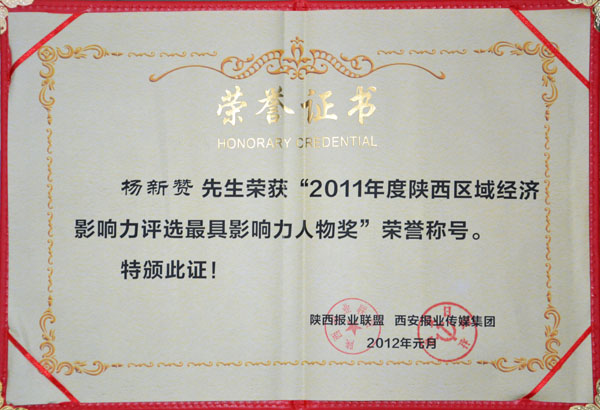 荣誉证书
HONORARY CREDENTIAL
杨新赞 先生荣获“2011年度陕西区域经济
影响力评选最具影响力人物奖”荣誉称号。
特颁此证！
陕西报业联盟 西安报业传媒集团
2012年元月